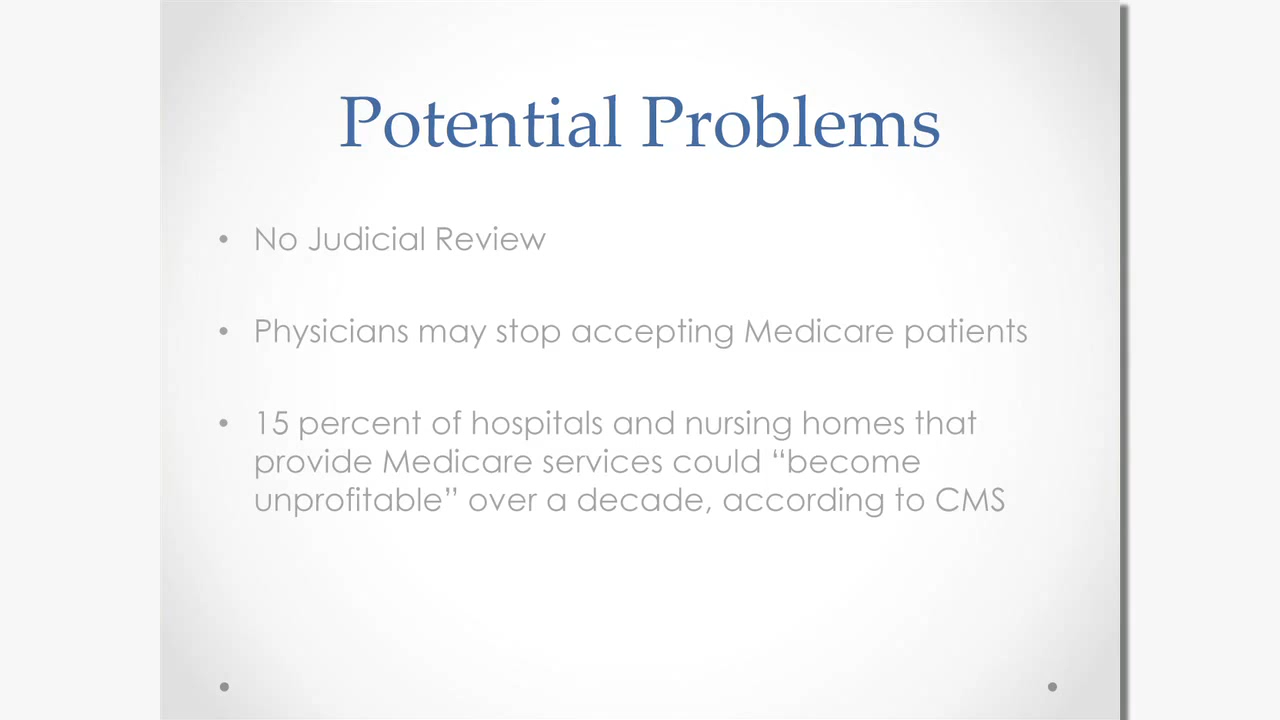 Potential Problems
• No Judicial Review
• Physicians may stop accepting Medicare patients
• 15 percent of hospitals and nursing homes that
provide Medicare services could “become
unprofitable” over a decade, according to CMS